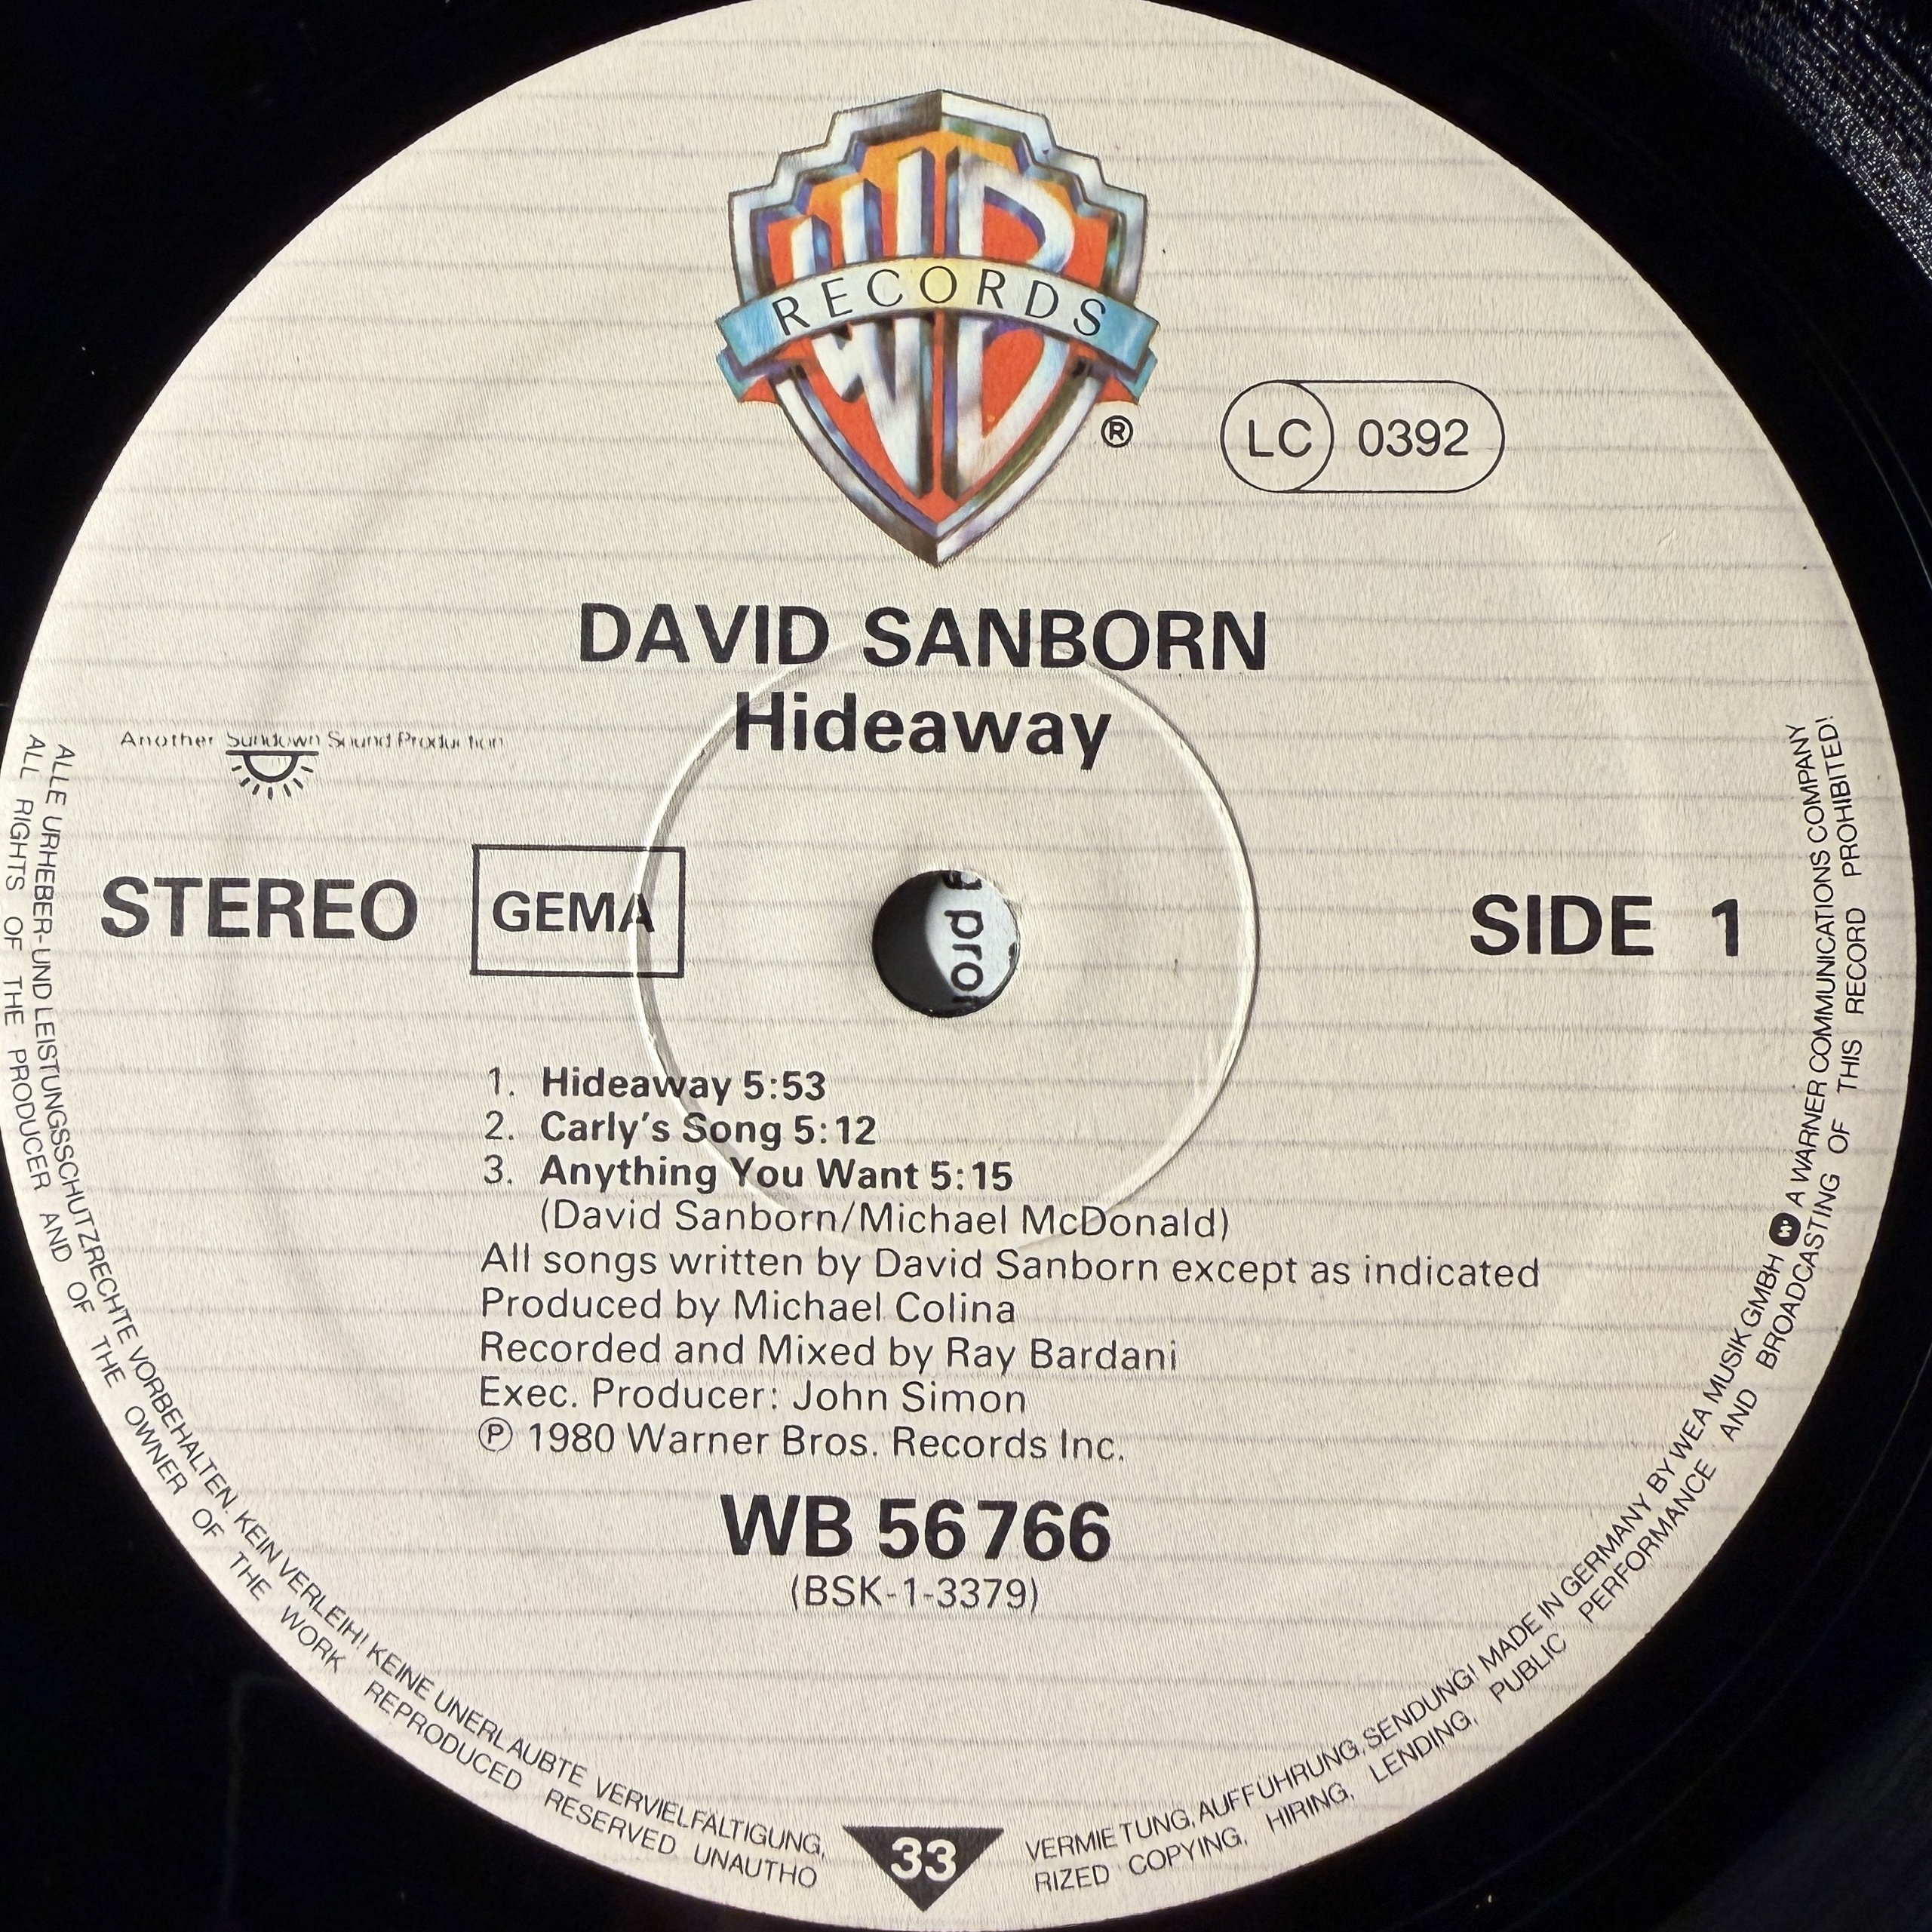 WB
RECORDS
®
LC 0392
DAVID SANBORN
Hideaway
Another Sundown Sound Production
STEREO
GEMA
SIDE 1
1. Hideaway 5:53
2. Carly's Song 5:12
3. Anything You Want 5:15
(David Sanborn/Michael McDonald)
All songs written by David Sanborn except as indicated
Produced by Michael Colina
Recorded and Mixed by Ray Bardani
Exec. Producer: John Simon
℗ 1980 Warner Bros. Records Inc.
WB 56 766
(BSK-1-3379)
33
ALLE URHEBER-UND LEISTUNGSSCHUTZRECHTE VORBEHALTEN. KEIN VERLEIH! KEINE UNERLAUBTE VERVIELFÄLTIGUNG, VERMIETUNG, AUFFÜHRUNG, SENDUNG! MADE IN GERMANY BY WEA MUSIK GMBH W A WARNER COMMUNICATIONS COMPANY
ALL RIGHTS OF THE PRODUCER AND OF THE OWNER OF THE WORK REPRODUCED RESERVED UNAUTHORIZED COPYING, HIRING, LENDING, PUBLIC PERFORMANCE AND BROADCASTING OF THIS RECORD PROHIBITED!